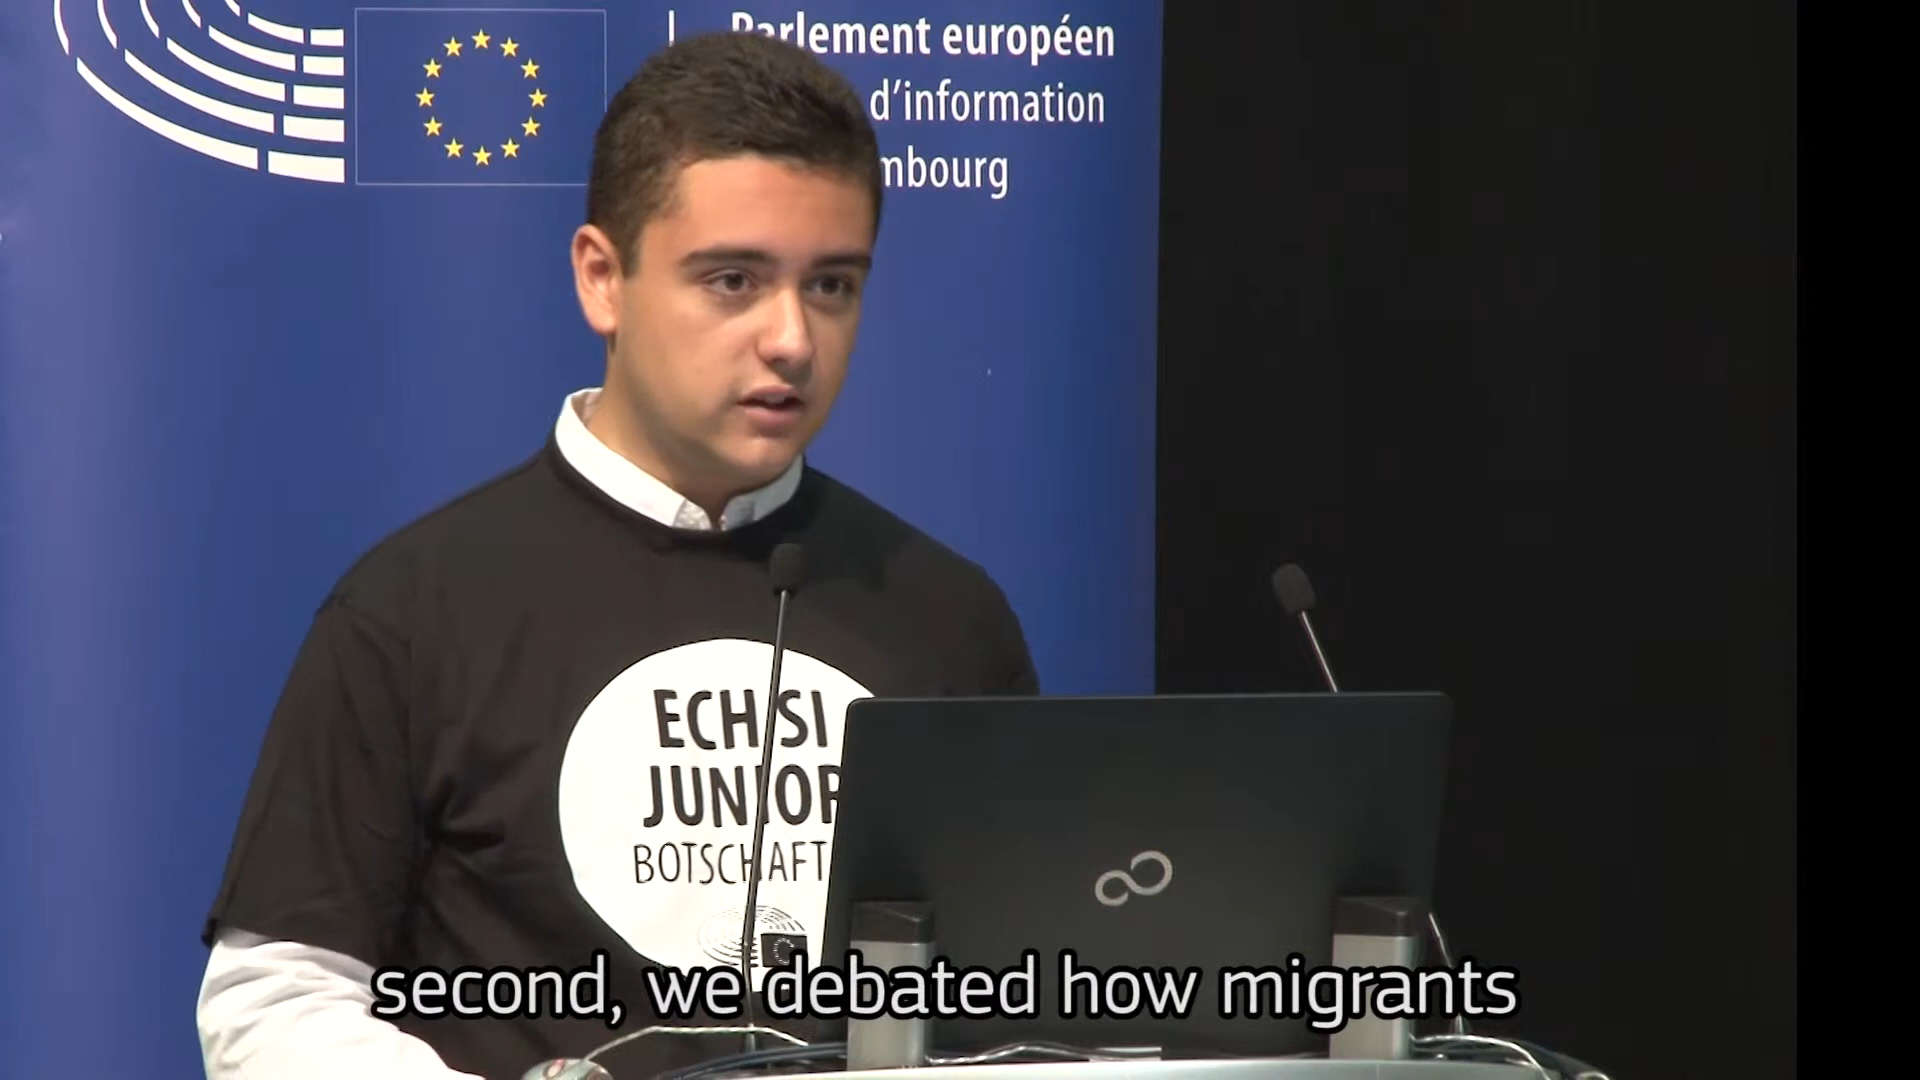 Parlement européen
d'information
mbourg
ECH SI
JUNIOR
BOTSCHAFT
second, we debated how migrants